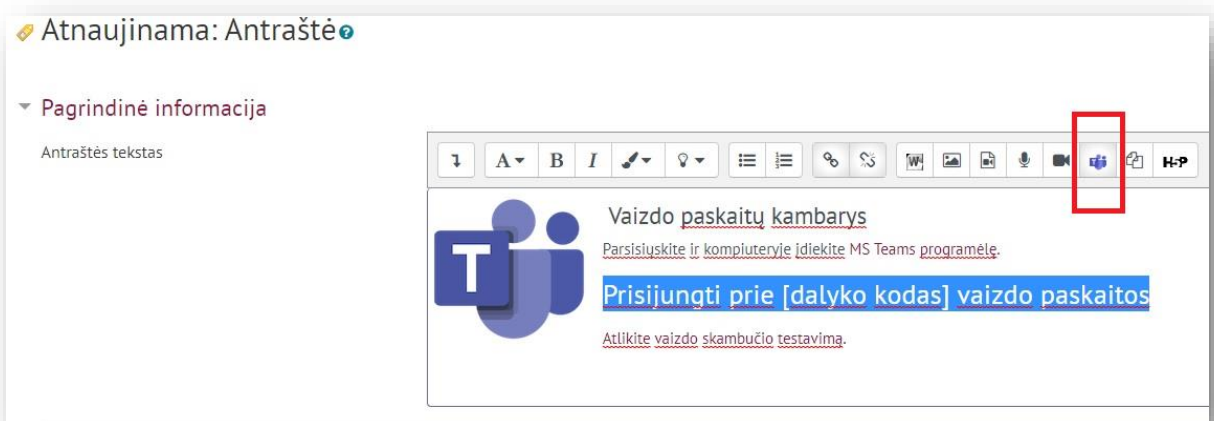 Atnaujinama: Antraštė
Pagrindinė informacija
Antraštės tekstas
A B I H-P
T
Vaizdo paskaitų kambarys
Parsisiųskite ir kompiuteryje įdiekite MS Teams programėlę.
Prisijungti prie [dalyko kodas] vaizdo paskaitos
Atlikite vaizdo skambučio testavimą.